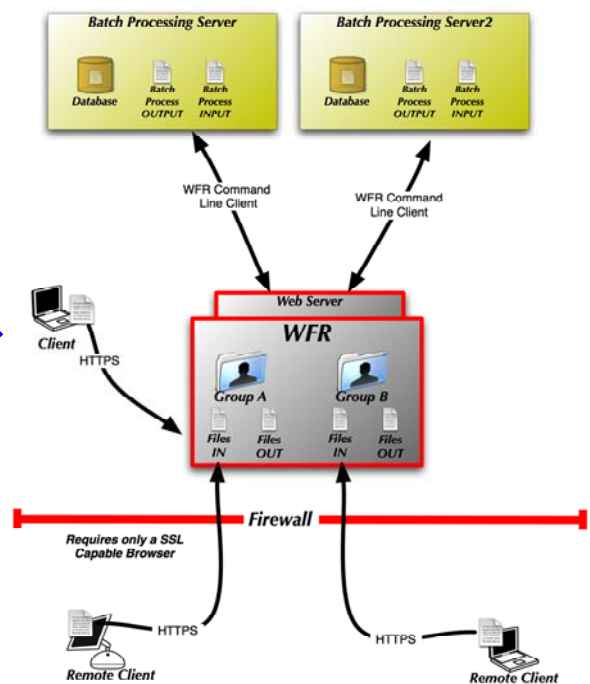 Batch Processing Server
Database
Batch
Process
OUTPUT
Batch
Process
INPUT
Batch Processing Server2
Database
Batch
Process
OUTPUT
Batch
Process
INPUT
WFR Command
Line Client
WFR Command
Line Client
Web Server
WFR
Client
HTTPS
Group A
Group B
Files
IN
Files
OUT
Files
IN
Files
OUT
Firewall
Requires only a SSL
Capable Browser
HTTPS
HTTPS
Remote Client
Remote Client